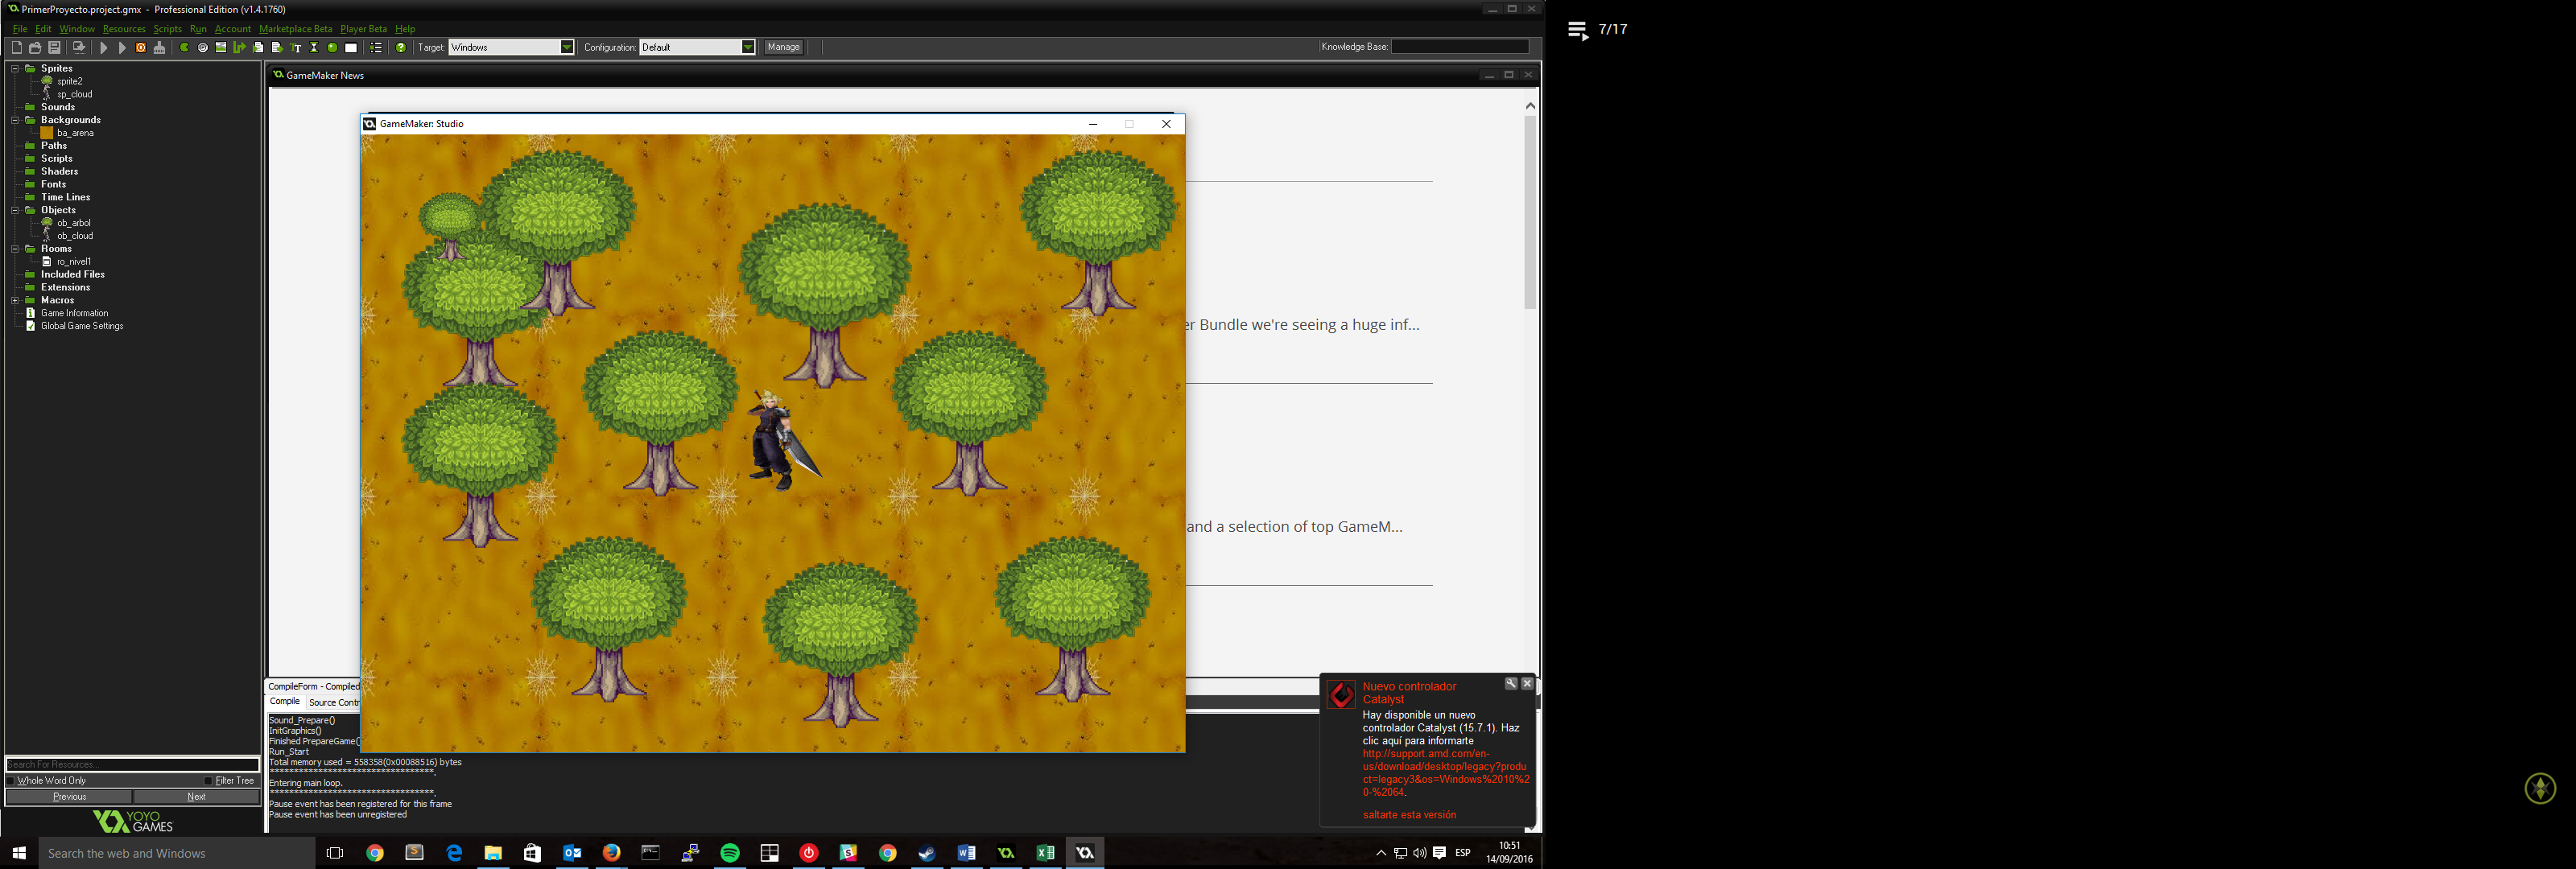 PrimerProyecto.project.gmx - Professional Edition (v1.4.1760)
File Edit Window Resources Scripts Run Account Marketplace Beta Player Beta Help
Target: Windows Configuration: Default Manage Knowledge Base:
Sprites
sprite2
sp_cloud
Sounds
Backgrounds
ba_arena
Paths
Scripts
Shaders
Fonts
Time Lines
Objects
ob_arbol
ob_cloud
Rooms
ro_nivel1
Included Files
Extensions
Macros
Game Information
Global Game Settings
Search For Resources...
Whole Word Only Filter Tree
Previous Next
YOYO
GAMES
GameMaker News
GameMaker: Studio
er Bundle we're seeing a huge inf...
and a selection of top GameM...
CompileForm - Compiled
Compile Source Contr
Sound_Prepare()
InitGraphics()
Finished PrepareGame()
Run_Start
Total memory used = 558358(0x00088516) bytes
**********************************.
Entering main loop.
**********************************.
Pause event has been registered for this frame
Pause event has been unregistered
Nuevo controlador
Catalyst
Hay disponible un nuevo
controlador Catalyst (15.7.1). Haz
clic aquí para informarte
http://support.amd.com/en-
us/download/desktop/legacy?produ
ct=legacy3&os=Windows%2010%2
0-%2064.
saltarte esta versión
Search the web and Windows
ESP
10:51
14/09/2016
7/17